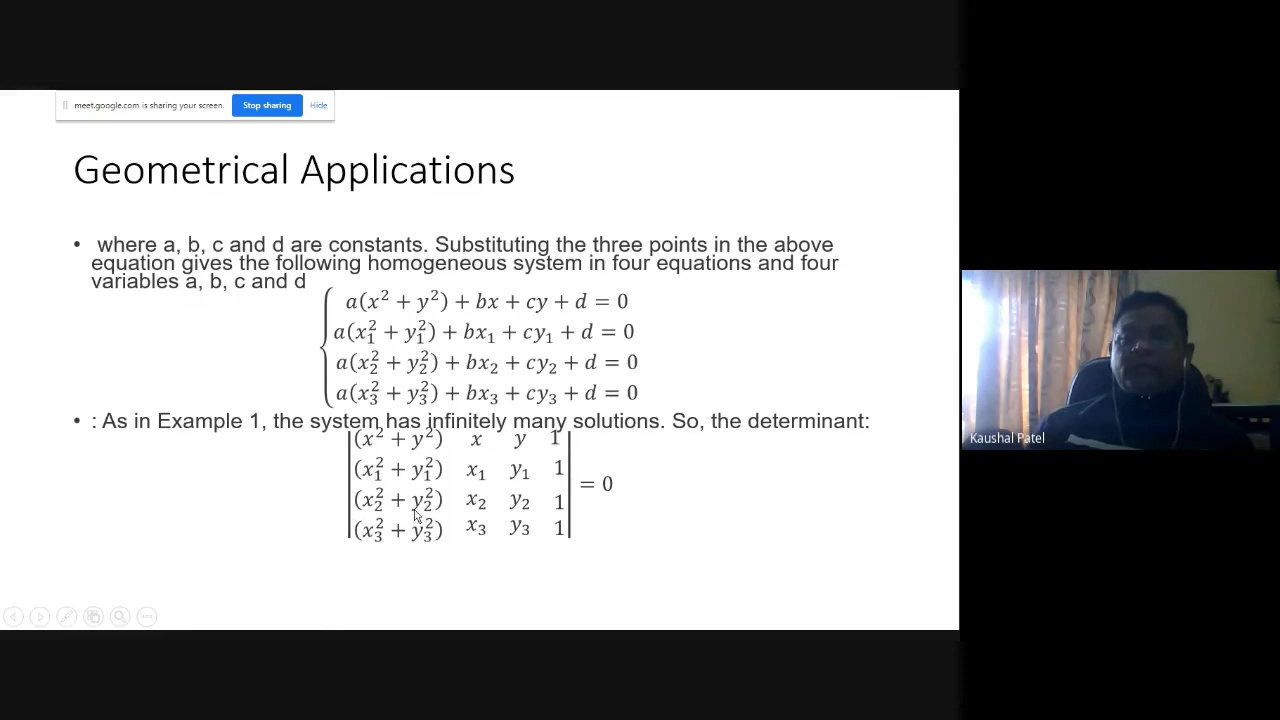 meet.google.com is sharing your screen. Stop sharing Hide
Geometrical Applications
• where a, b, c and d are constants. Substituting the three points in the above
equation gives the following homogeneous system in four equations and four
variables a, b, c and d
a(x² + y²) + bx + cy + d = 0
a(x₁² + y₁²) + bx₁ + cy₁ + d = 0
a(x₂² + y₂²) + bx₂ + cy₂ + d = 0
a(x₃² + y₃²) + bx₃ + cy₃ + d = 0
• : As in Example 1, the system has infinitely many solutions. So, the determinant:
|(x² + y²) x y 1|
|(x₁² + y₁²) x₁ y₁ 1|
|(x₂² + y₂²) x₂ y₂ 1| = 0
|(x₃² + y₃²) x₃ y₃ 1|
Kaushal Patel